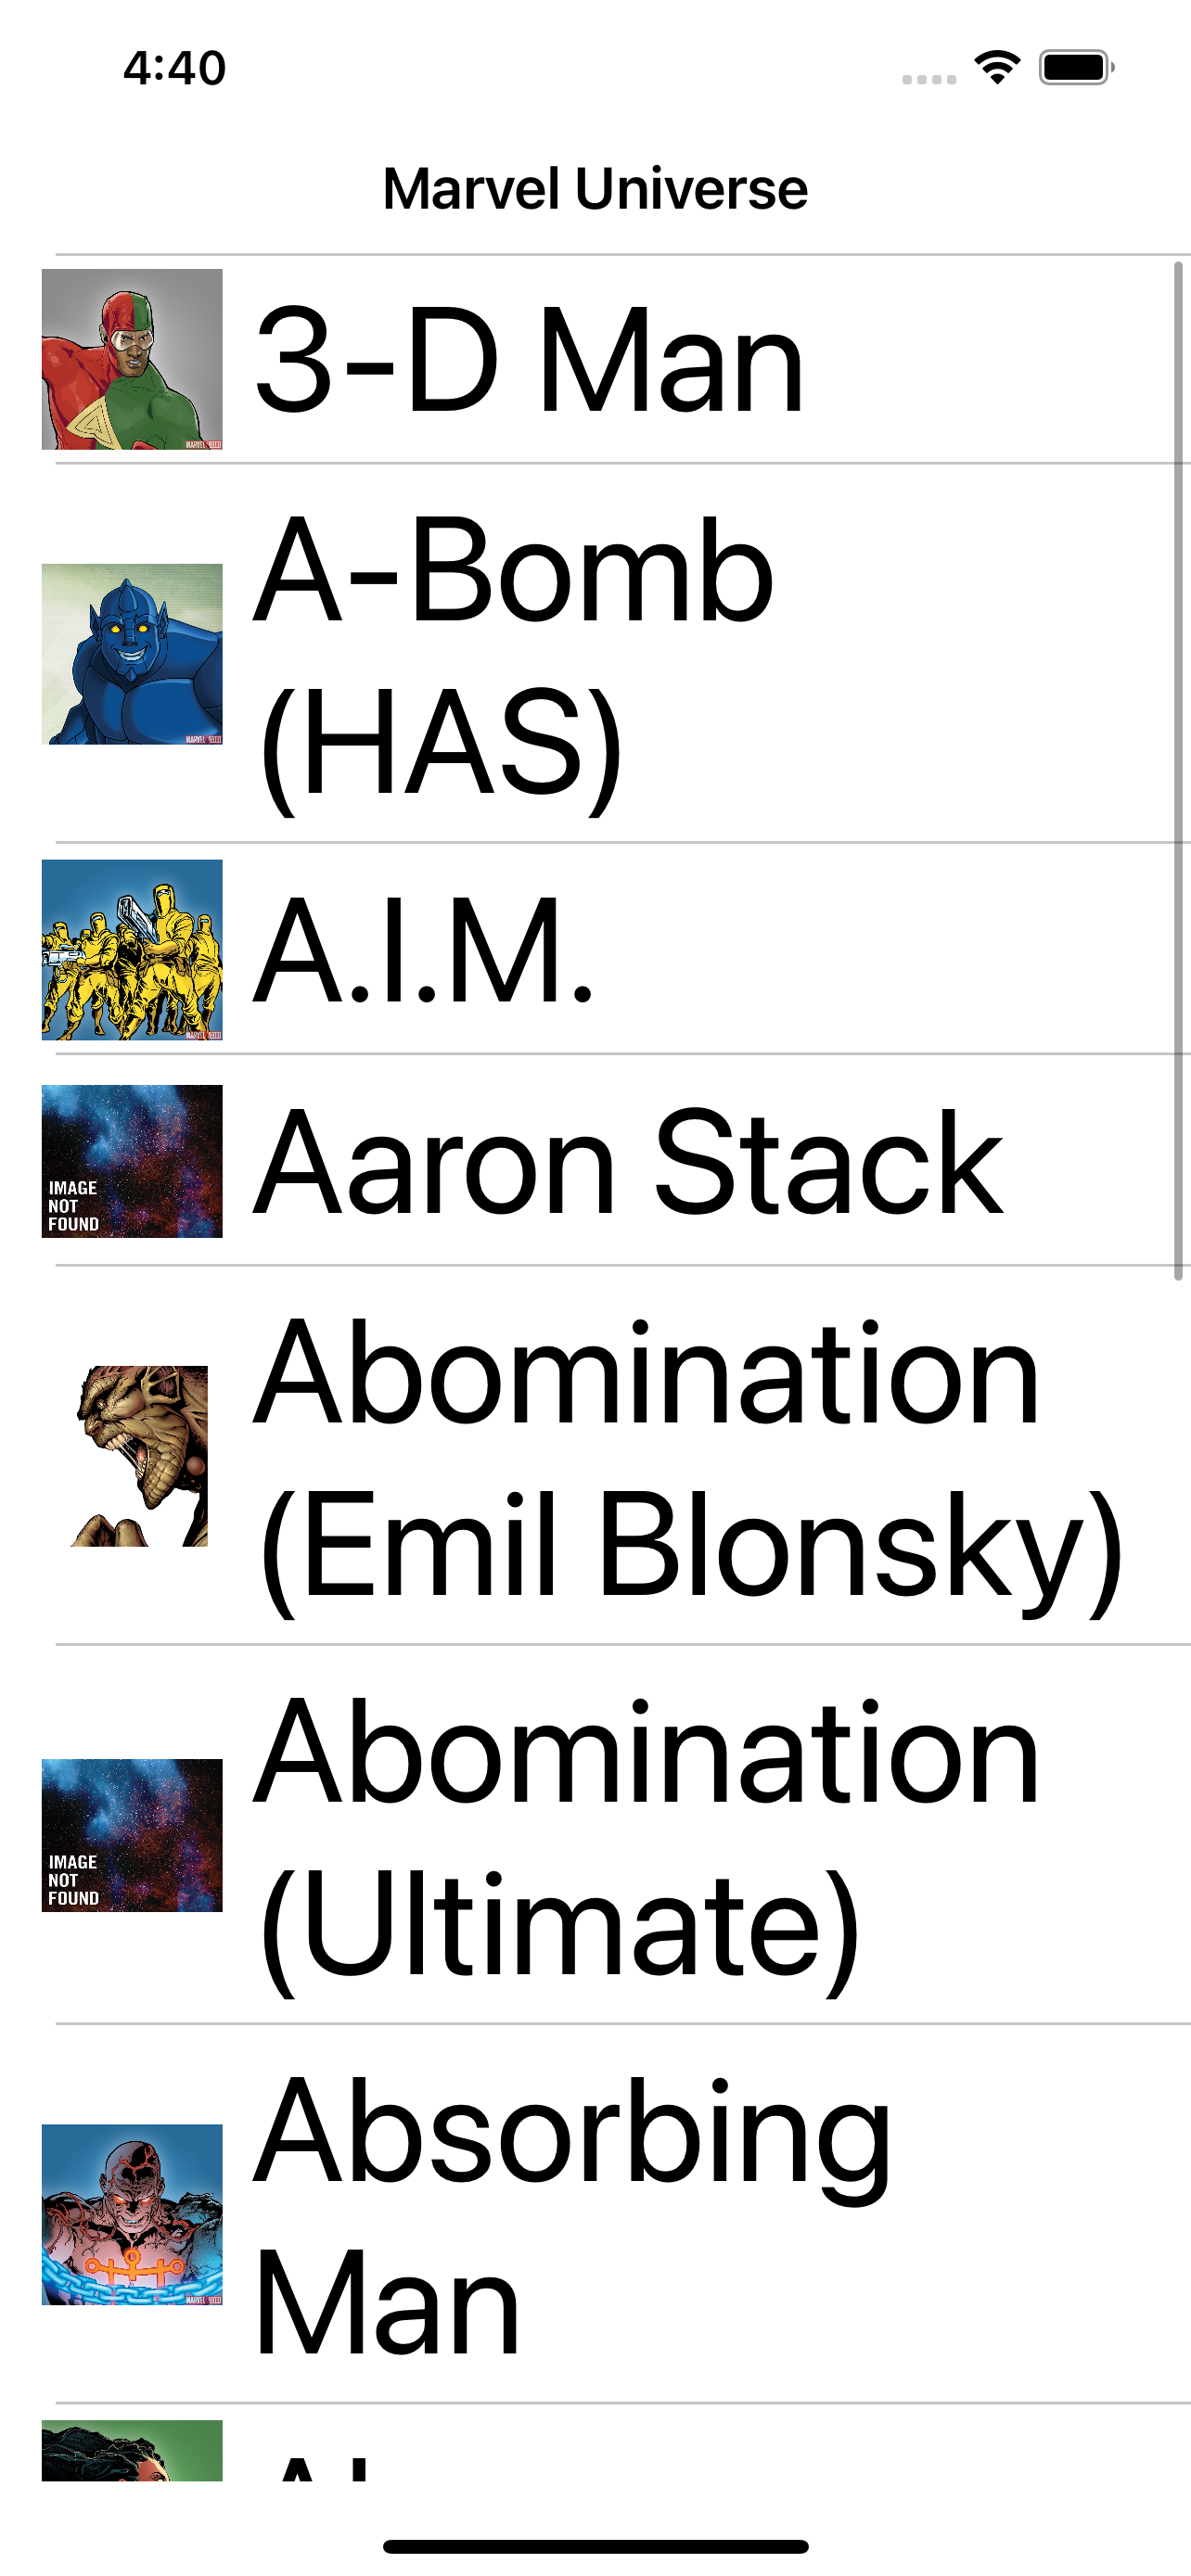 4:40
Marvel Universe
3-D Man
A-Bomb
(HAS)
A.I.M.
IMAGE
NOT
FOUND
Aaron Stack
Abomination
(Emil Blonsky)
IMAGE
NOT
FOUND
Abomination
(Ultimate)
Absorbing
Man